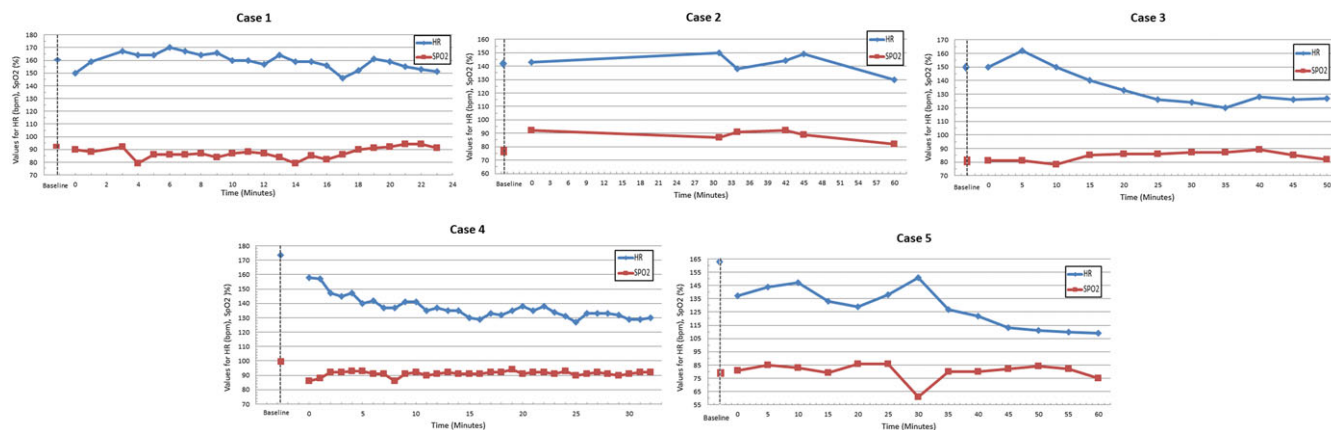 Case 1
Values for HR (bpm), SpO2 (%)
180
170
160
150
140
130
120
110
100
90
80
70
HR
SPO2
Baseline 0 2 4 6 8 10 12 14 16 18 20 22 24
Time (Minutes)
Case 2
Values for HR (bpm), SpO2 (%)
160
150
140
130
120
110
100
90
80
70
60
HR
SPO2
Baseline 0 3 6 9 12 15 18 21 24 27 30 33 36 39 42 45 48 51 54 57 60
Time (Minutes)
Case 3
Values for HR (bpm), SpO2 (%)
170
160
150
140
130
120
110
100
90
80
70
HR
SPO2
Baseline 0 5 10 15 20 25 30 35 40 45 50
Time (Minutes)
Case 4
Values for HR (bpm), SPO2 )%)
180
170
160
150
140
130
120
110
100
90
80
70
HR
SPO2
Baseline 0 5 10 15 20 25 30
Time (Minutes)
Case 5
Values for HR (bpm), SpO2 (%)
165
155
145
135
125
115
105
95
85
75
65
55
HR
SPO2
Baseline 0 5 10 15 20 25 30 35 40 45 50 55 60
Time (Minutes)